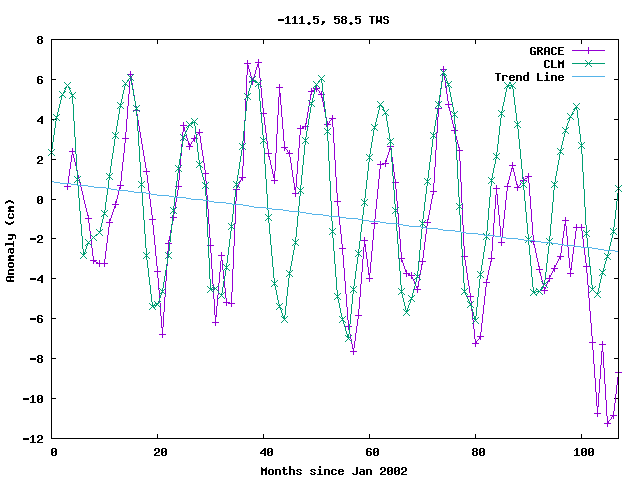 -111.5, 58.5 TWS
GRACE
CLM
Trend Line
8
6
4
2
0
-2
-4
-6
-8
-10
-12
Anomaly (cm)
0 20 40 60 80 100
Months since Jan 2002